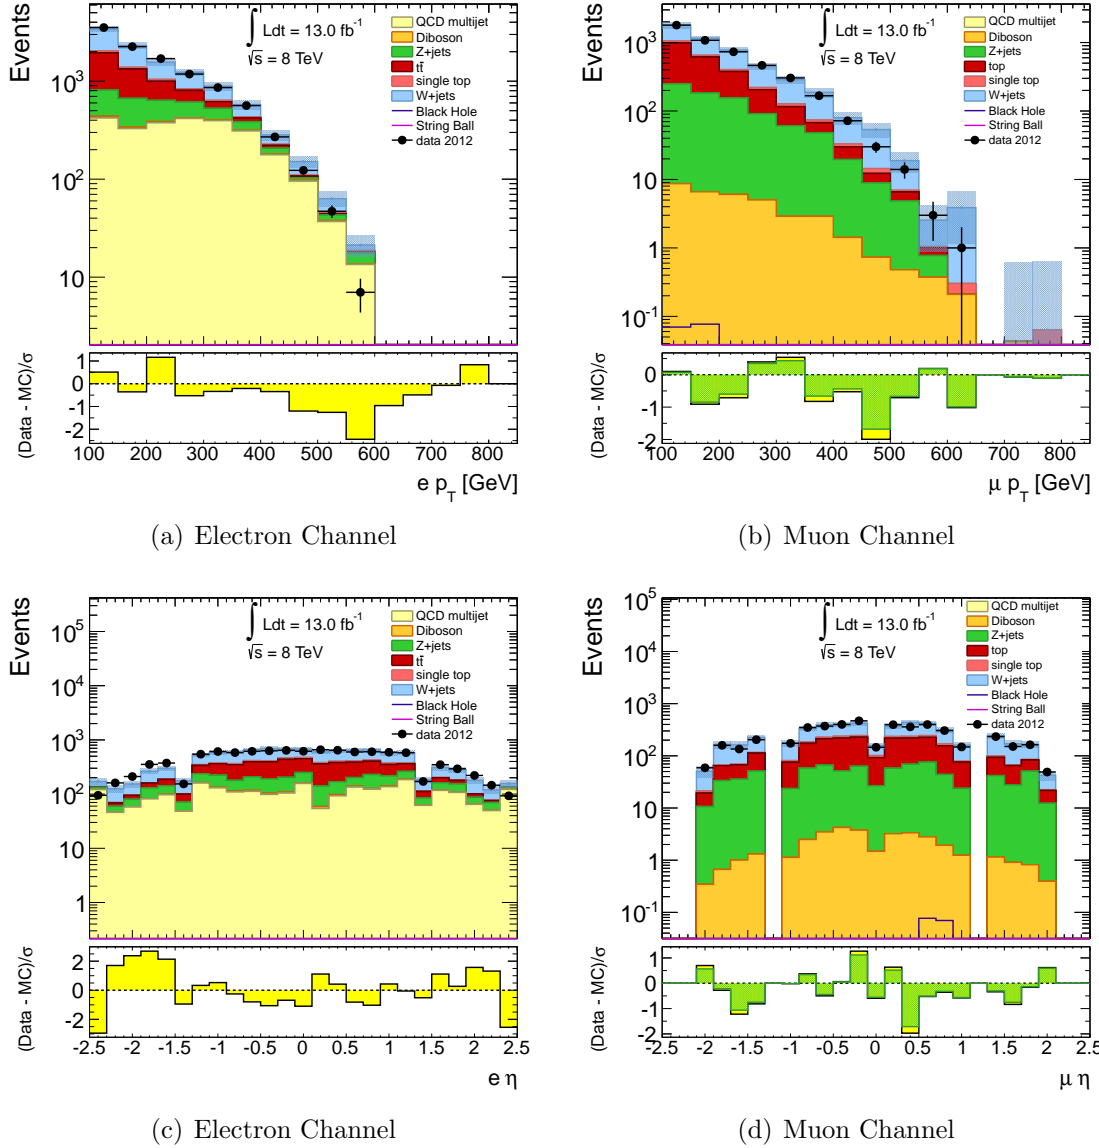 Events
∫ Ldt = 13.0 fb⁻¹
√s = 8 TeV
QCD multijet
Diboson
Z+jets
tt̄
single top
W+jets
Black Hole
String Ball
data 2012
10³
10²
10
(Data - MC)/σ
1
0
-1
-2
100 200 300 400 500 600 700 800
e p_T [GeV]
(a) Electron Channel
Events
∫ Ldt = 13.0 fb⁻¹
√s = 8 TeV
QCD multijet
Diboson
Z+jets
top
single top
W+jets
Black Hole
String Ball
data 2012
10³
10²
10
1
10⁻¹
(Data - MC)/σ
0
-1
-2
100 200 300 400 500 600 700 800
μ p_T [GeV]
(b) Muon Channel
Events
∫ Ldt = 13.0 fb⁻¹
√s = 8 TeV
QCD multijet
Diboson
Z+jets
tt̄
single top
W+jets
Black Hole
String Ball
data 2012
10⁵
10⁴
10³
10²
10
1
(Data - MC)/σ
2
0
-2
-2.5 -2 -1.5 -1 -0.5 0 0.5 1 1.5 2 2.5
e η
(c) Electron Channel
Events
∫ Ldt = 13.0 fb⁻¹
√s = 8 TeV
QCD multijet
Diboson
Z+jets
top
single top
W+jets
Black Hole
String Ball
data 2012
10⁵
10⁴
10³
10²
10
1
10⁻¹
(Data - MC)/σ
1
0
-1
-2
-2.5 -2 -1.5 -1 -0.5 0 0.5 1 1.5 2 2.5
μ η
(d) Muon Channel